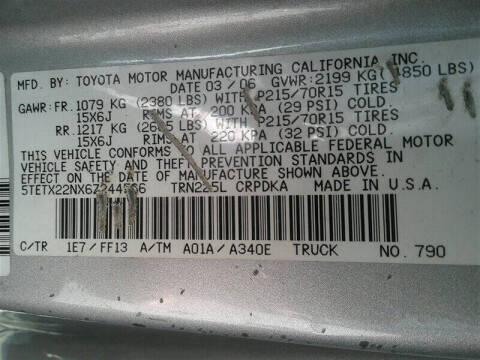 MFD. BY: TOYOTA MOTOR MANUFACTURING CALIFORNIA, INC.
DATE 03 / 06 GVWR: 2199 KG (4850 LBS)
GAWR: FR. 1079 KG (2380 LBS) WITH P215/70R15 TIRES
15X6J RIMS AT 200 KPA (29 PSI) COLD.
RR. 1217 KG (2685 LBS) WITH P215/70R15 TIRES
15X6J RIMS AT 220 KPA (32 PSI) COLD.
THIS VEHICLE CONFORMS TO ALL APPLICABLE FEDERAL MOTOR
VEHICLE SAFETY AND THEFT PREVENTION STANDARDS IN
EFFECT ON THE DATE OF MANUFACTURE SHOWN ABOVE.
TRN225L CRPDKA MADE IN U.S.A.
C/TR 1E7/FF13 A/TM A01A/A340E TRUCK NO. 790